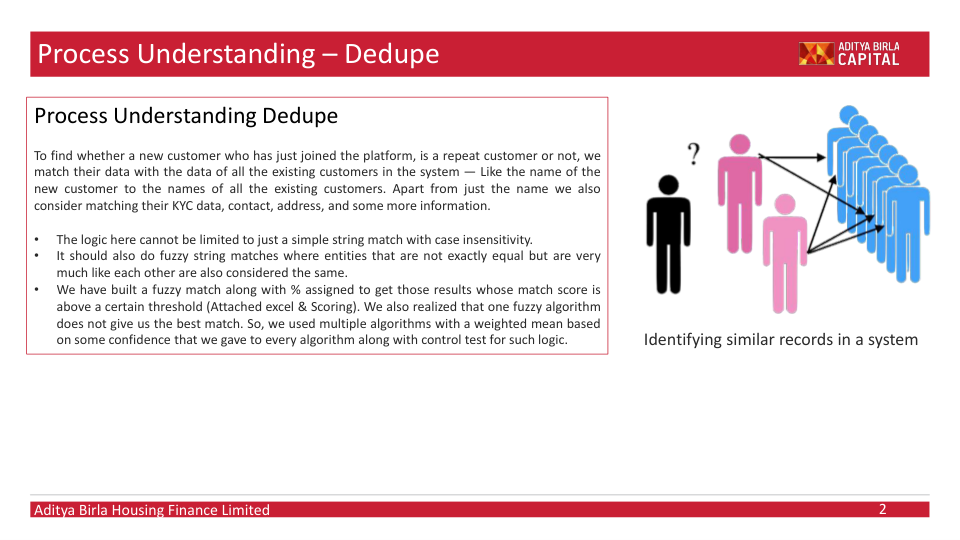 Process Understanding – Dedupe
ADITYA BIRLA
CAPITAL
Process Understanding Dedupe
To find whether a new customer who has just joined the platform, is a repeat customer or not, we
match their data with the data of all the existing customers in the system — Like the name of the
new customer to the names of all the existing customers. Apart from just the name we also
consider matching their KYC data, contact, address, and some more information.
• The logic here cannot be limited to just a simple string match with case insensitivity.
• It should also do fuzzy string matches where entities that are not exactly equal but are very
much like each other are also considered the same.
• We have built a fuzzy match along with % assigned to get those results whose match score is
above a certain threshold (Attached excel & Scoring). We also realized that one fuzzy algorithm
does not give us the best match. So, we used multiple algorithms with a weighted mean based
on some confidence that we gave to every algorithm along with control test for such logic.
?
Identifying similar records in a system
Aditya Birla Housing Finance Limited
2